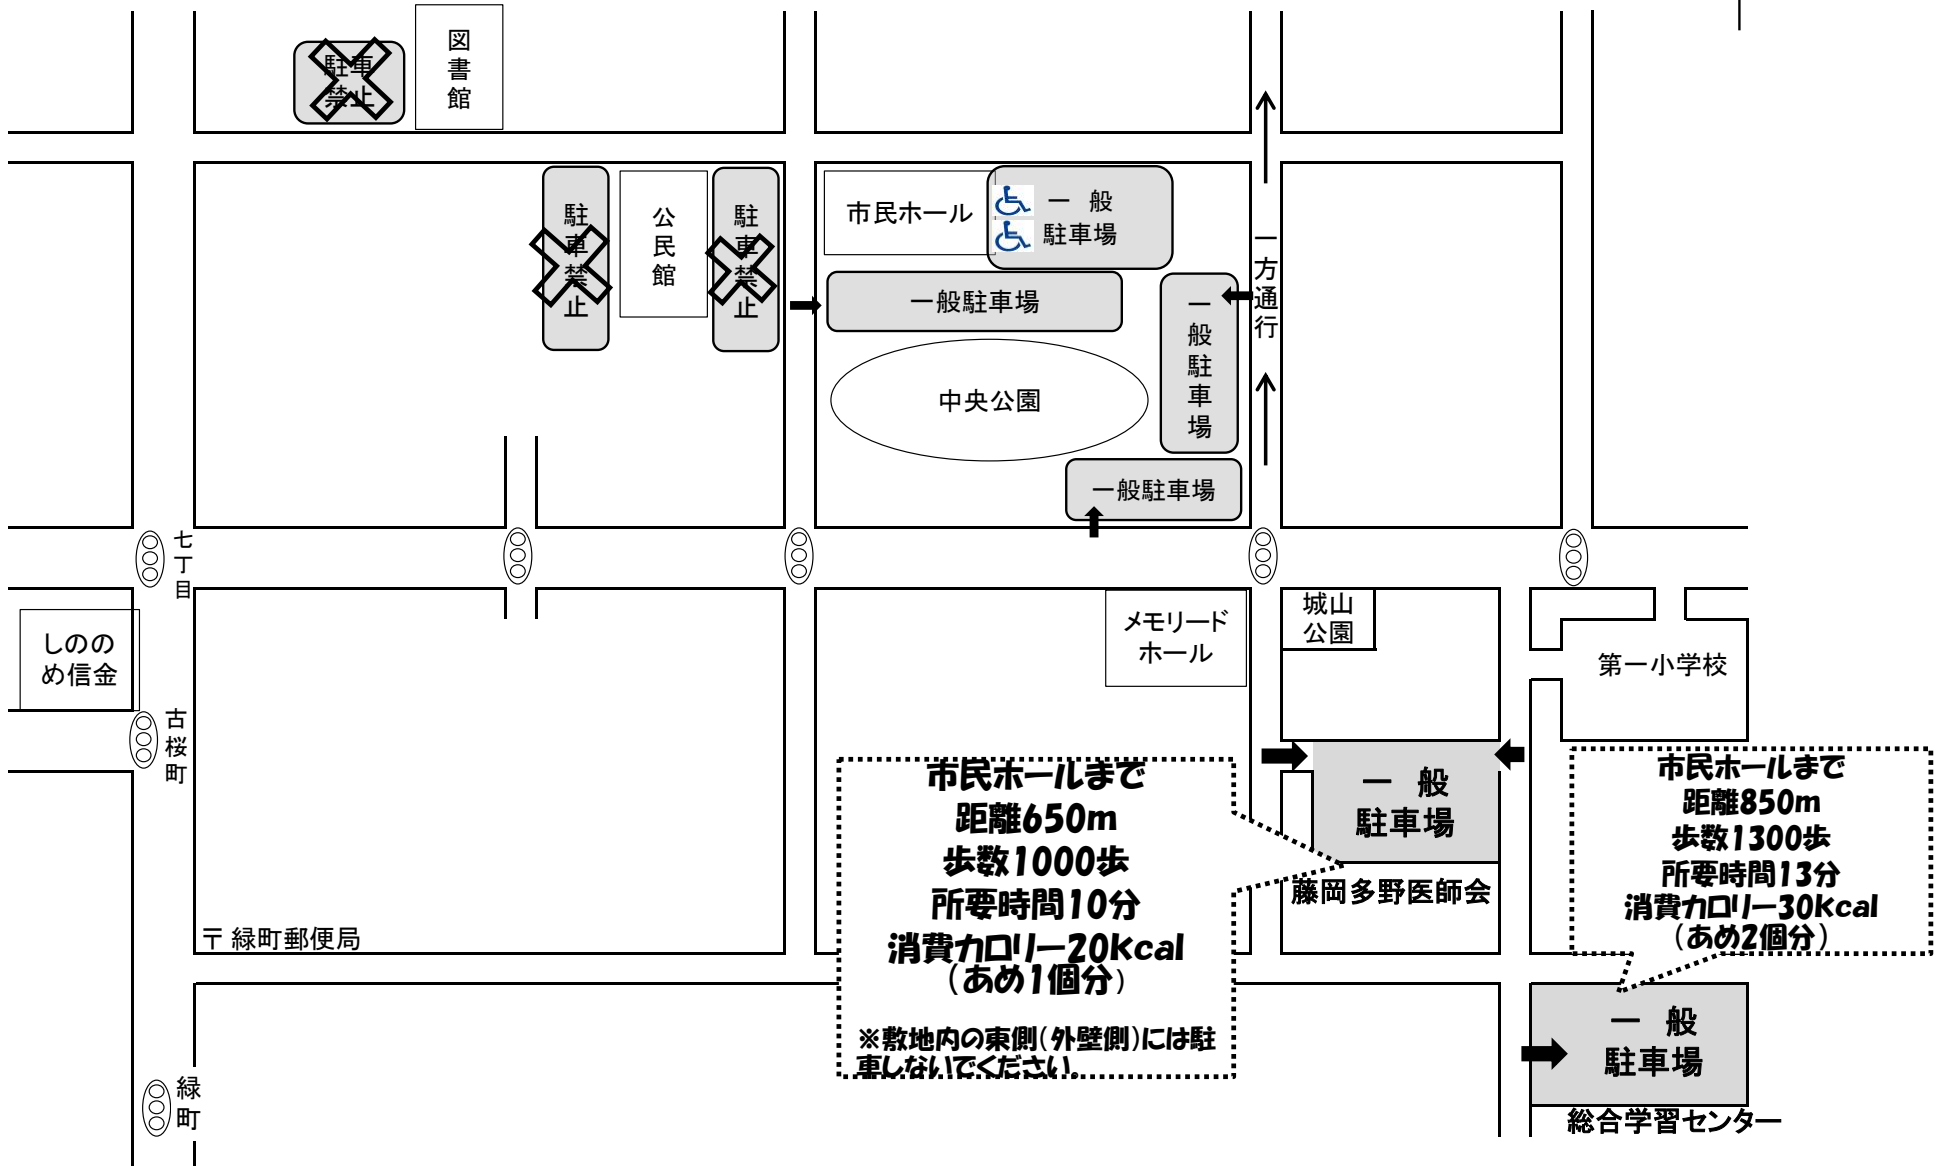 図書館
駐車
禁止
駐車禁止
公民館
駐車禁止
市民ホール
一 般
駐車場
一般駐車場
一般駐車場
一方通行
中央公園
一般駐車場
七丁目
しのの
め信金
古桜町
メモリード
ホール
城山
公園
第一小学校
一 般
駐車場
藤岡多野医師会
市民ホールまで
距離650m
歩数1000歩
所要時間10分
消費カロリー20Kcal
(あめ1個分)
※敷地内の東側(外壁側)には駐
車しないでください。
市民ホールまで
距離850m
歩数1300歩
所要時間13分
消費カロリー30Kcal
(あめ2個分)
〒緑町郵便局
一 般
駐車場
総合学習センター
緑町